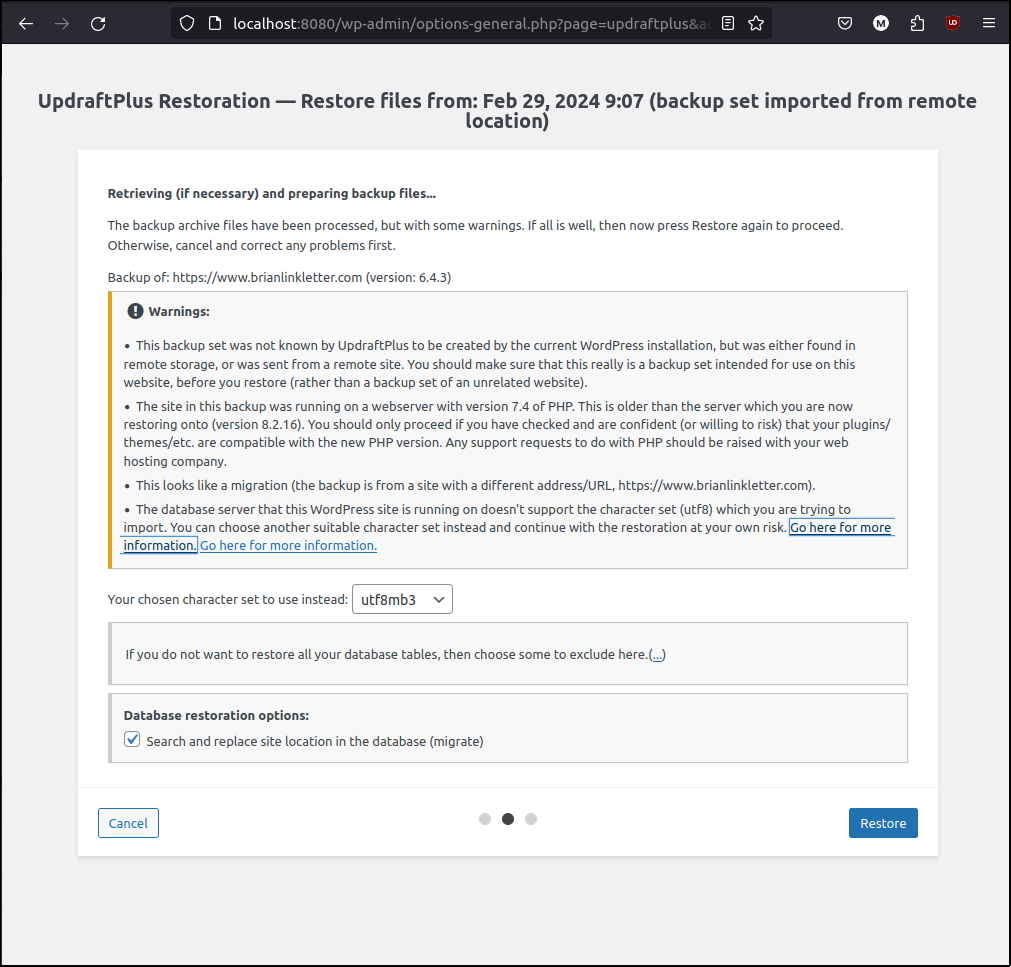 localhost:8080/wp-admin/options-general.php?page=updraftplus&a
M
UpdraftPlus Restoration — Restore files from: Feb 29, 2024 9:07 (backup set imported from remote
location)
Retrieving (if necessary) and preparing backup files...
The backup archive files have been processed, but with some warnings. If all is well, then now press Restore again to proceed.
Otherwise, cancel and correct any problems first.
Backup of: https://www.brianlinkletter.com (version: 6.4.3)
Warnings:
• This backup set was not known by UpdraftPlus to be created by the current WordPress installation, but was either found in
remote storage, or was sent from a remote site. You should make sure that this really is a backup set intended for use on this
website, before you restore (rather than a backup set of an unrelated website).
• The site in this backup was running on a webserver with version 7.4 of PHP. This is older than the server which you are now
restoring onto (version 8.2.16). You should only proceed if you have checked and are confident (or willing to risk) that your plugins/
themes/etc. are compatible with the new PHP version. Any support requests to do with PHP should be raised with your web
hosting company.
• This looks like a migration (the backup is from a site with a different address/URL, https://www.brianlinkletter.com).
• The database server that this WordPress site is running on doesn't support the character set (utf8) which you are trying to
import. You can choose another suitable character set instead and continue with the restoration at your own risk. Go here for more
information. Go here for more information.
Your chosen character set to use instead: utf8mb3
If you do not want to restore all your database tables, then choose some to exclude here.(...)
Database restoration options:
Search and replace site location in the database (migrate)
Cancel
Restore